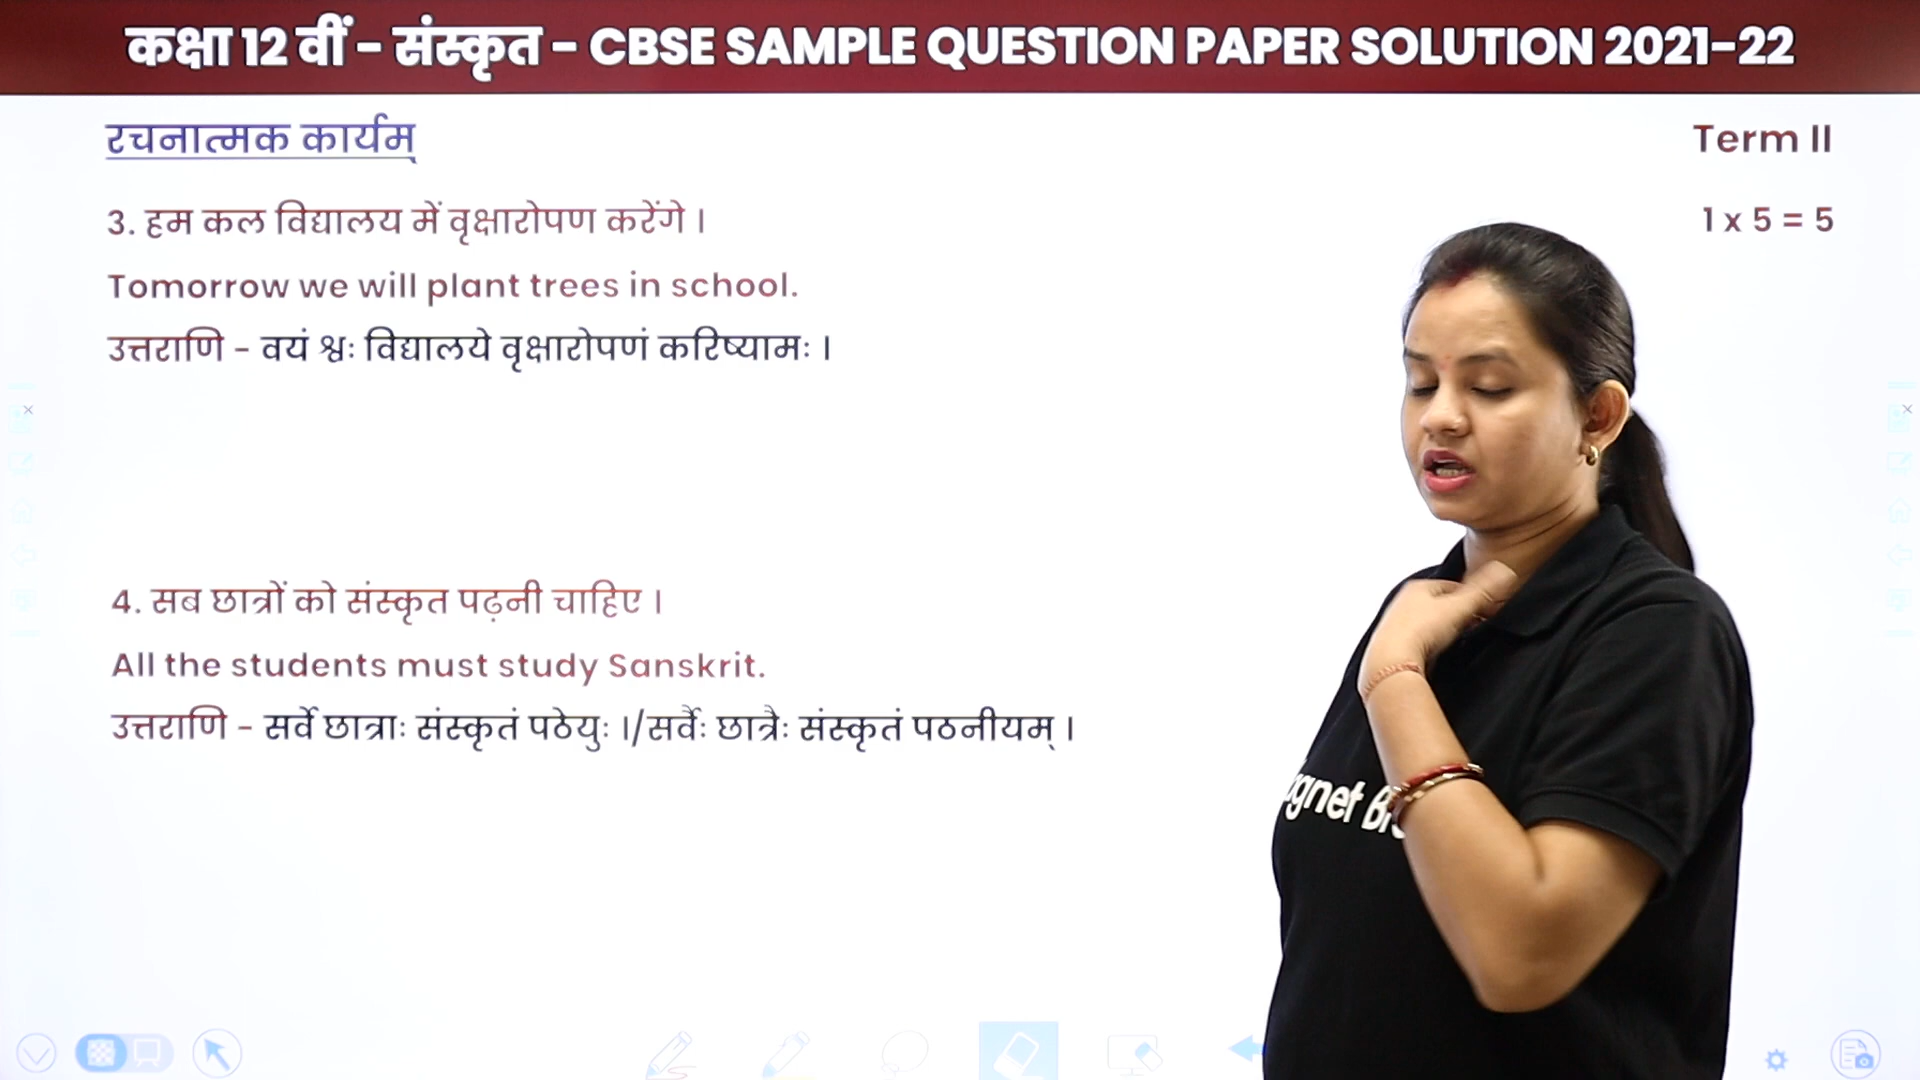 कक्षा 12 वीं - संस्कृत - CBSE SAMPLE QUESTION PAPER SOLUTION 2021-22
रचनात्मक कार्यम्
Term II
3. हम कल विद्यालय में वृक्षारोपण करेंगे ।
1 x 5 = 5
Tomorrow we will plant trees in school.
उत्तराणि - वयं श्वः विद्यालये वृक्षारोपणं करिष्यामः ।
4. सब छात्रों को संस्कृत पढ़नी चाहिए ।
All the students must study Sanskrit.
उत्तराणि - सर्वे छात्राः संस्कृतं पठेयुः ।/सर्वैः छात्रैः संस्कृतं पठनीयम् ।